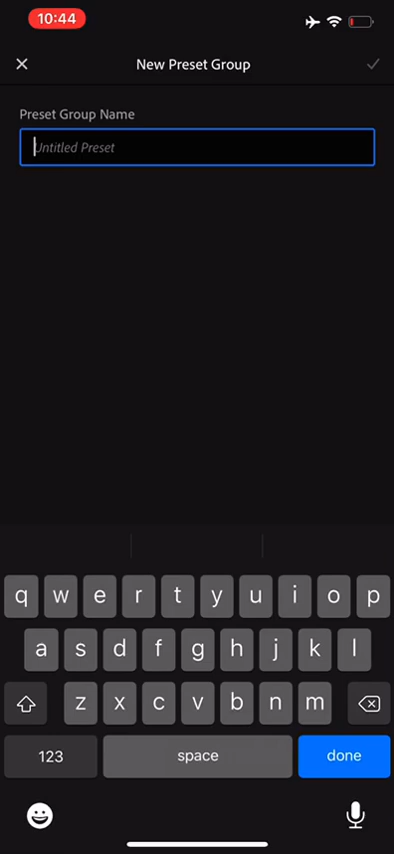 10:44
New Preset Group
Preset Group Name
Untitled Preset
q w e r t y u i o p
a s d f g h j k l
z x c v b n m
123 space done